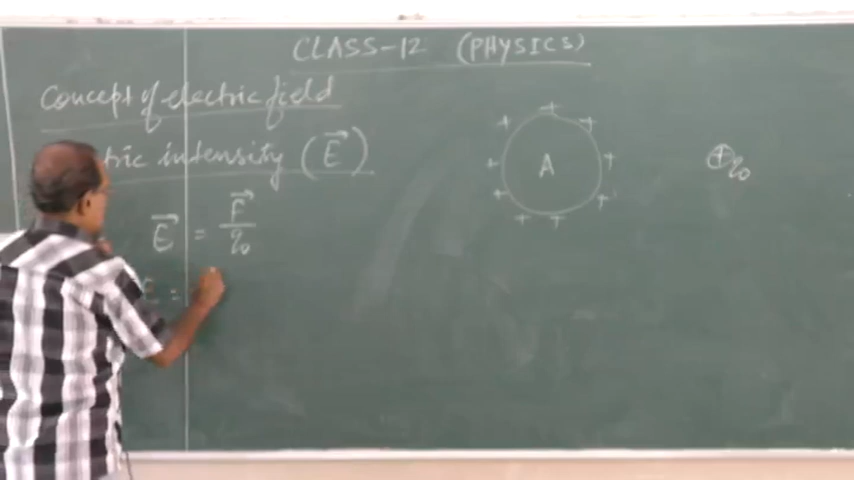 CLASS-12 (PHYSICS)
Concept of electric field
tric intensity (E⃗)
E⃗ = F⃗ / q₀
E =
+ + + + + + + + +
A
+ q₀